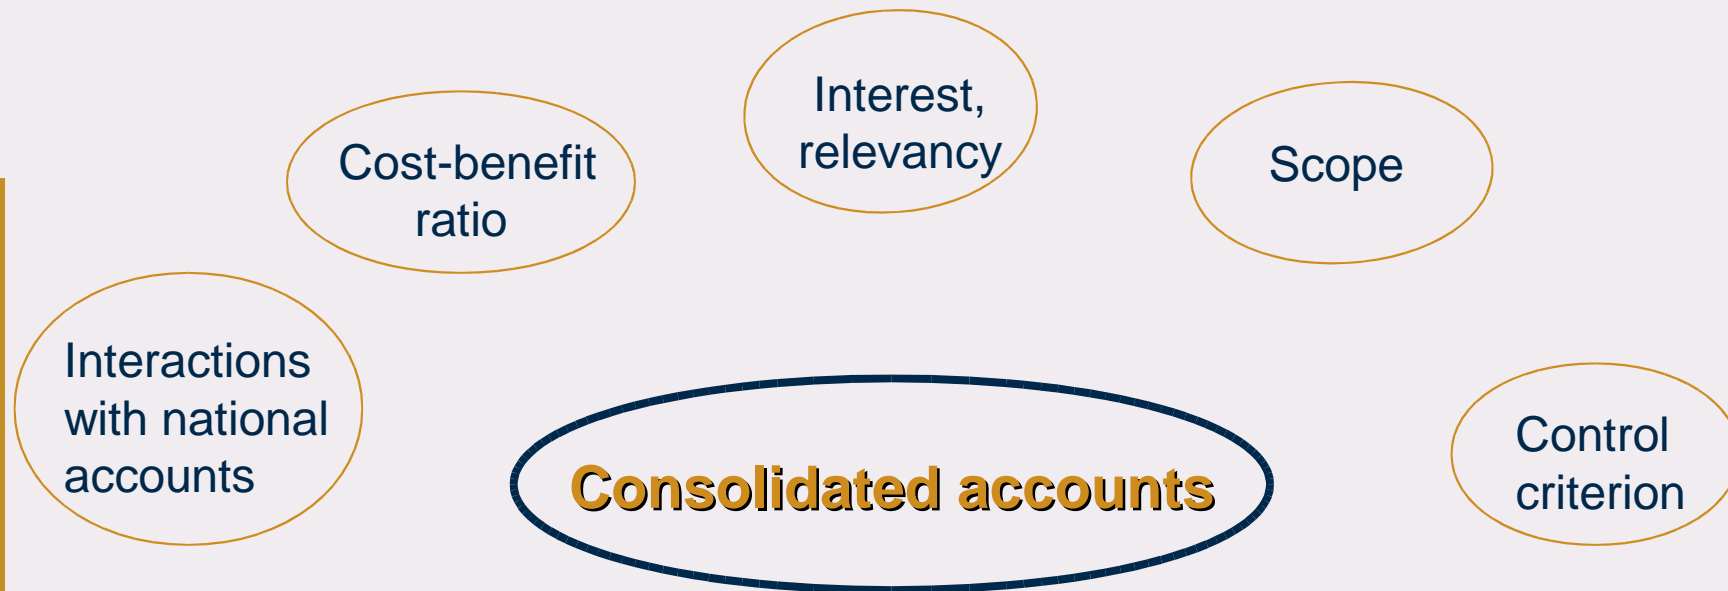 Interest,
relevancy
Cost-benefit
ratio
Scope
Interactions
with national
accounts
Control
criterion
Consolidated accounts